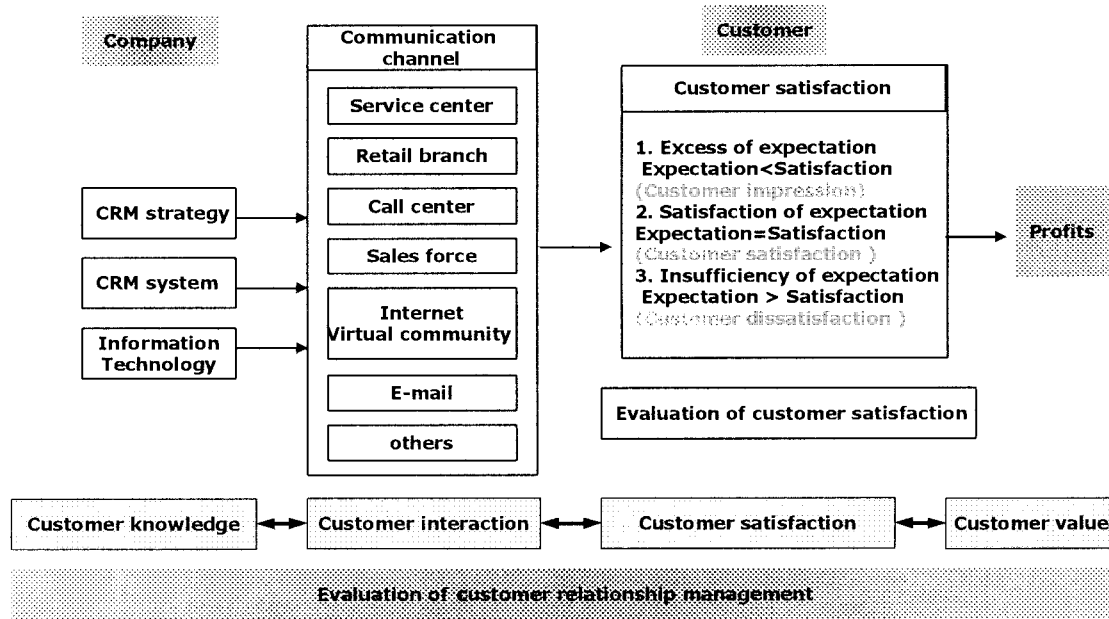 Company
Communication
channel
Customer
Service center
Retail branch
Call center
Sales force
Internet
Virtual community
E-mail
others
CRM strategy
CRM system
Information
Technology
Customer satisfaction
1. Excess of expectation
Expectation<Satisfaction
(Customer impression)
2. Satisfaction of expectation
Expectation=Satisfaction
(Customer satisfaction )
3. Insufficiency of expectation
Expectation > Satisfaction
(Customer dissatisfaction )
Profits
Evaluation of customer satisfaction
Customer knowledge
Customer interaction
Customer satisfaction
Customer value
Evaluation of customer relationship management